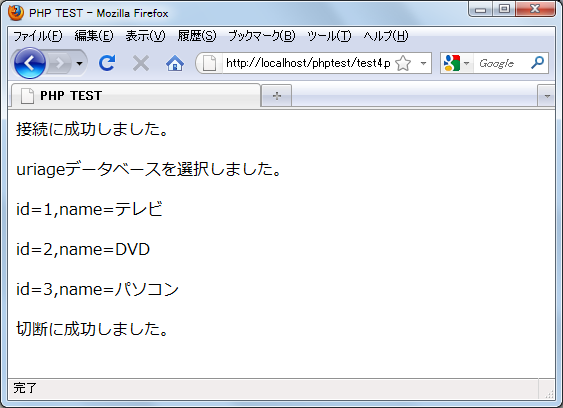 PHP TEST - Mozilla Firefox
ファイル(F) 編集(E) 表示(V) 履歴(S) ブックマーク(B) ツール(T) ヘルプ(H)
http://localhost/phptest/test4.p
Google
PHP TEST
接続に成功しました。
uriageデータベースを選択しました。
id=1,name=テレビ
id=2,name=DVD
id=3,name=パソコン
切断に成功しました。
完了